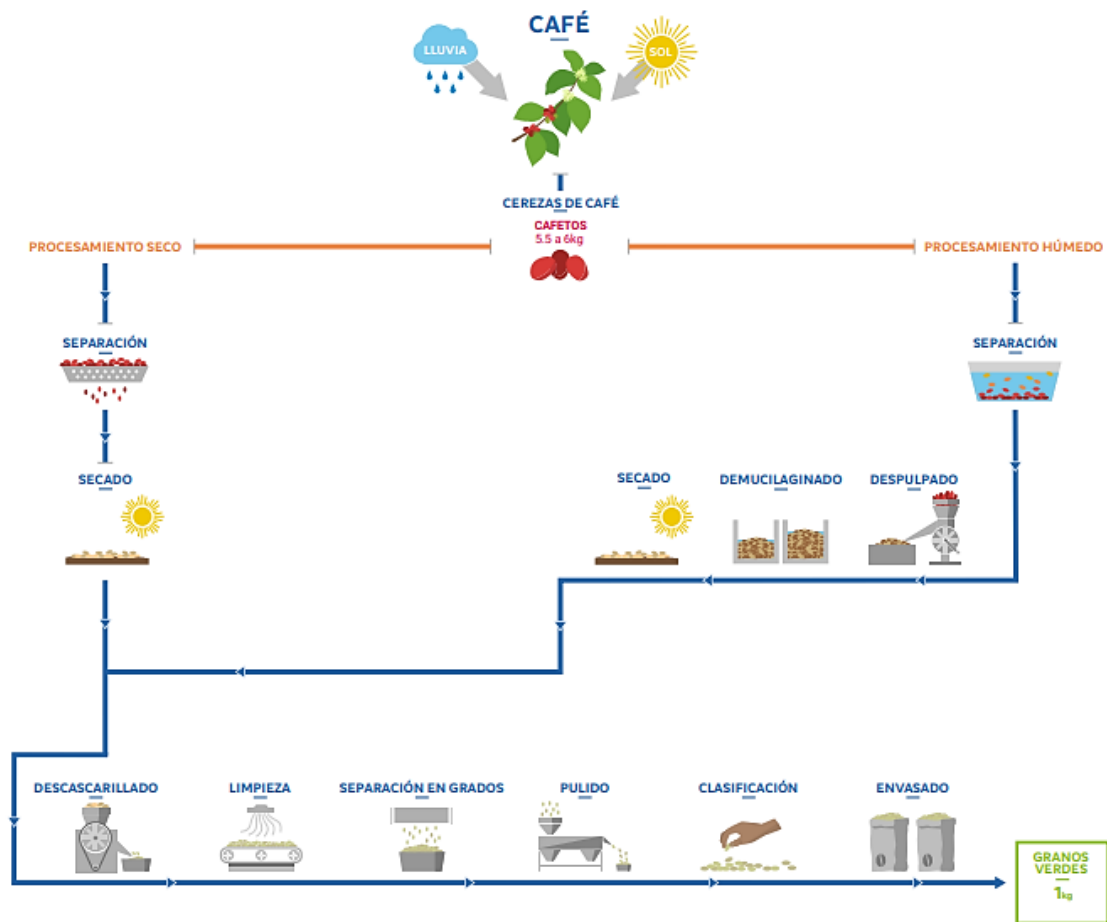 CAFÉ
LLUVIA
SOL
CEREZAS DE CAFÉ
CAFETOS
5.5 a 6kg
PROCESAMIENTO SECO
PROCESAMIENTO HÚMEDO
SEPARACIÓN
SEPARACIÓN
SECADO
SECADO
DEMUCILAGINADO
DESPULPADO
DESCASCARILLADO
LIMPIEZA
SEPARACIÓN EN GRADOS
PULIDO
CLASIFICACIÓN
ENVASADO
GRANOS
VERDES
1kg